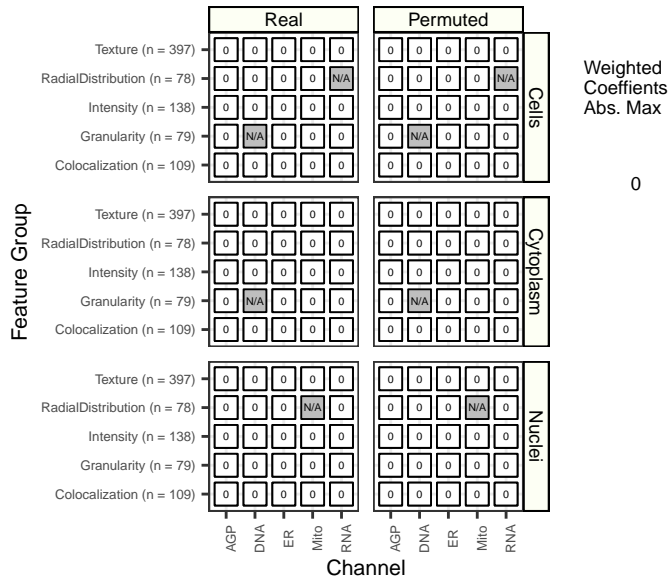 Real Permuted
Texture (n = 397) 0 0 0 0 0 0 0 0 0 0
RadialDistribution (n = 78) 0 0 0 0 N/A 0 0 0 0 N/A
Intensity (n = 138) 0 0 0 0 0 0 0 0 0 0
Granularity (n = 79) 0 N/A 0 0 0 0 N/A 0 0 0
Colocalization (n = 109) 0 0 0 0 0 0 0 0 0 0
Cells
Texture (n = 397) 0 0 0 0 0 0 0 0 0 0
RadialDistribution (n = 78) 0 0 0 0 0 0 0 0 0 0
Intensity (n = 138) 0 0 0 0 0 0 0 0 0 0
Granularity (n = 79) 0 N/A 0 0 0 0 N/A 0 0 0
Colocalization (n = 109) 0 0 0 0 0 0 0 0 0 0
Cytoplasm
Texture (n = 397) 0 0 0 0 0 0 0 0 0 0
RadialDistribution (n = 78) 0 0 0 N/A 0 0 0 0 N/A 0
Intensity (n = 138) 0 0 0 0 0 0 0 0 0 0
Granularity (n = 79) 0 0 0 0 0 0 0 0 0 0
Colocalization (n = 109) 0 0 0 0 0 0 0 0 0 0
Nuclei
AGP DNA ER Mito RNA AGP DNA ER Mito RNA
Channel
Feature Group
Weighted
Coeffients
Abs. Max
0